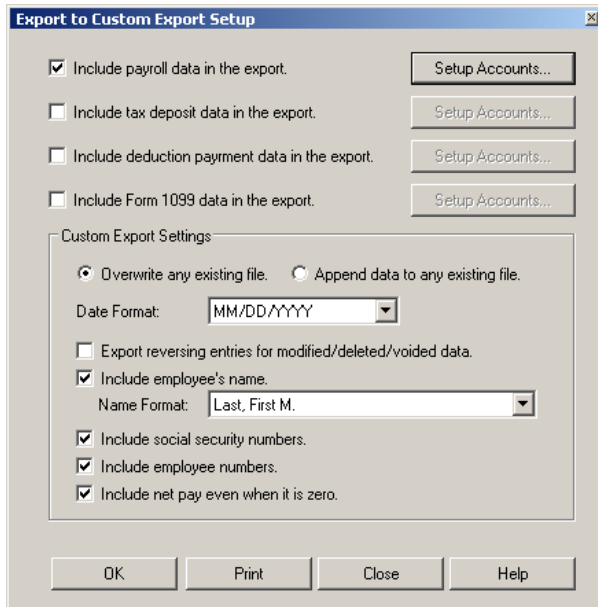 Export to Custom Export Setup
Include payroll data in the export. Setup Accounts...
Include tax deposit data in the export. Setup Accounts...
Include deduction payrment data in the export. Setup Accounts...
Include Form 1099 data in the export. Setup Accounts...
Custom Export Settings
Overwrite any existing file. Append data to any existing file.
Date Format: MM/DD/YYYY
Export reversing entries for modified/deleted/voided data.
Include employee's name.
Name Format: Last, First M.
Include social security numbers.
Include employee numbers.
Include net pay even when it is zero.
OK Print Close Help